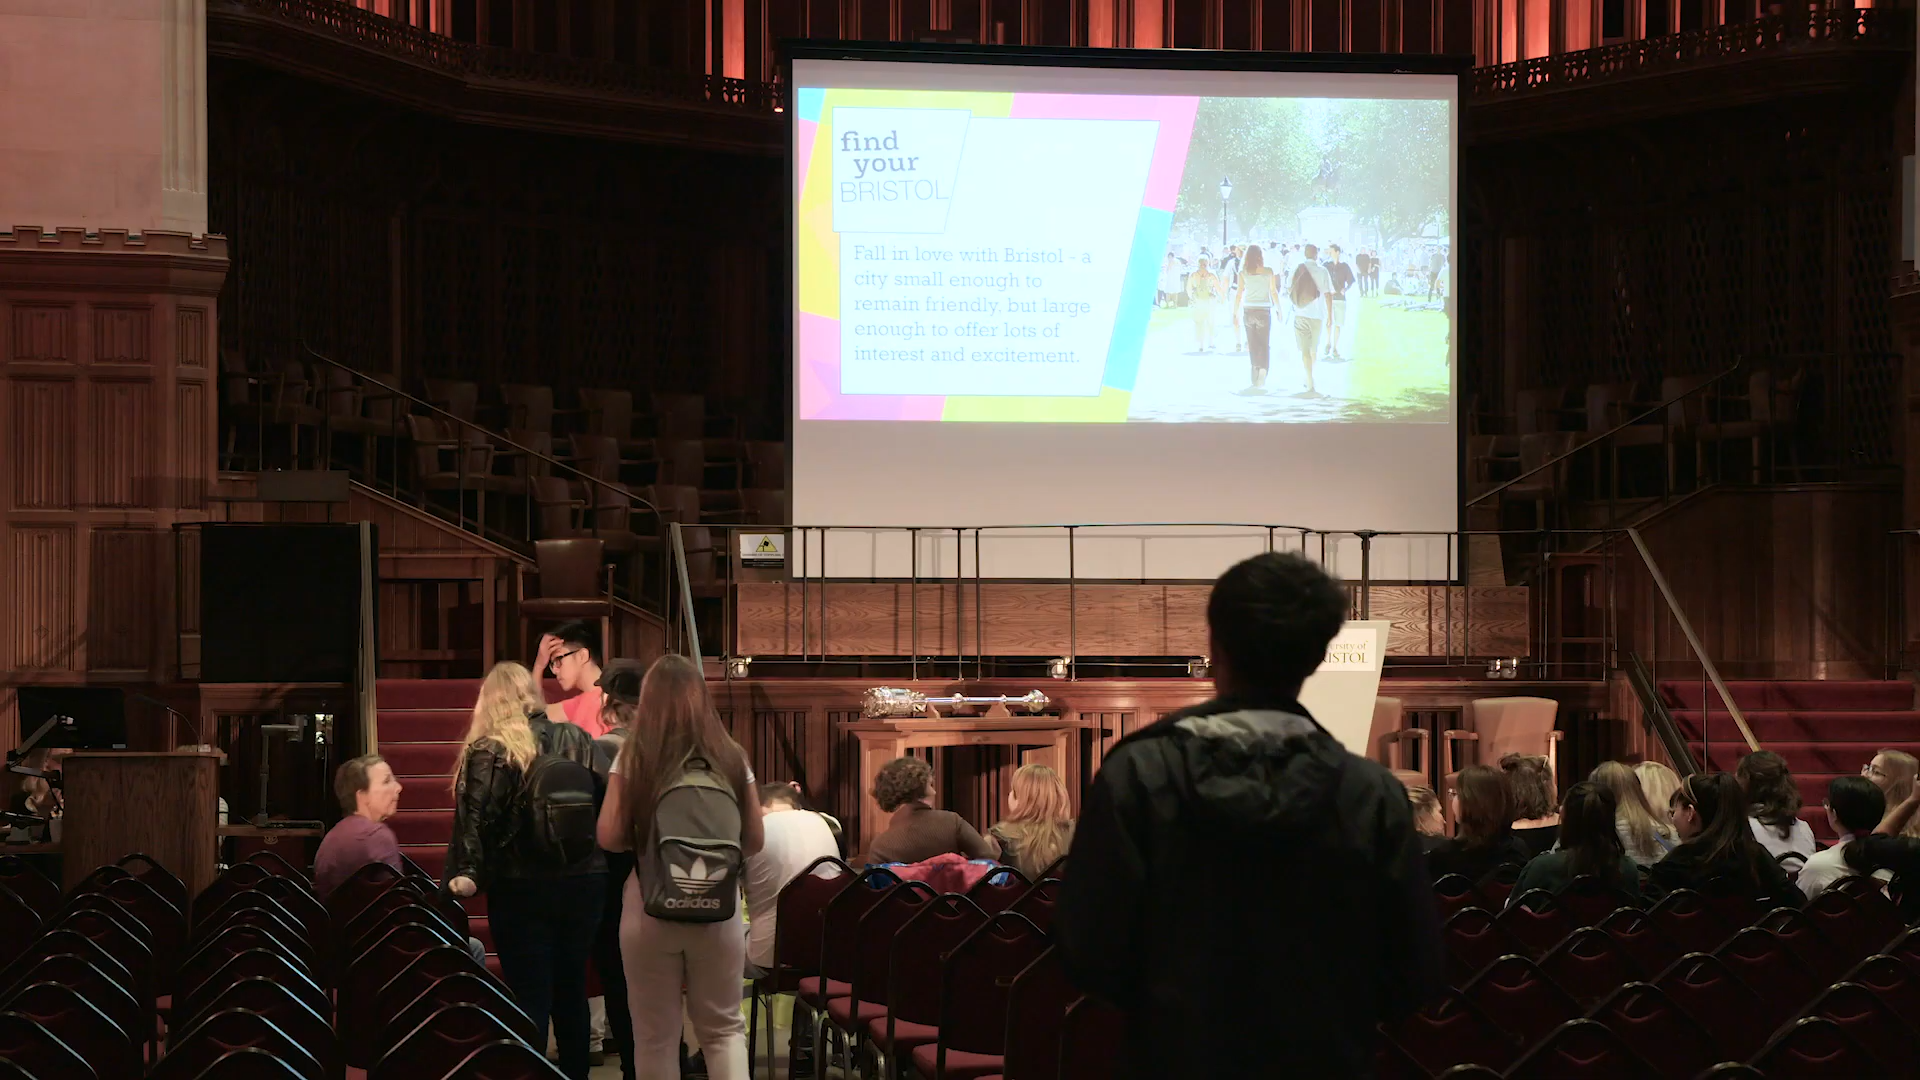 find
your
BRISTOL
Fall in love with Bristol - a
city small enough to
remain friendly, but large
enough to offer lots of
interest and excitement.
adidas